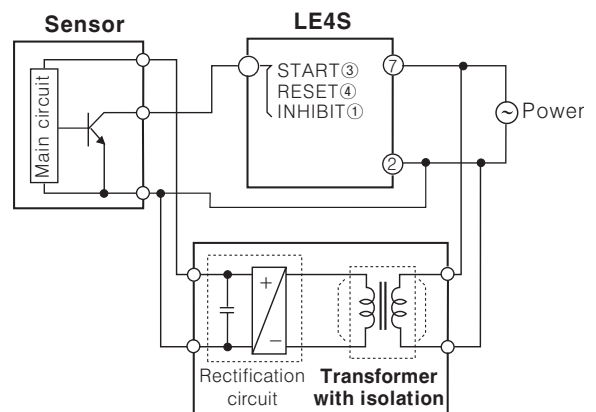 Sensor
LE4S
Main circuit
START③
RESET④
INHIBIT①
⑦
②
~
Power
+
−
Rectification
circuit
Transformer
with isolation